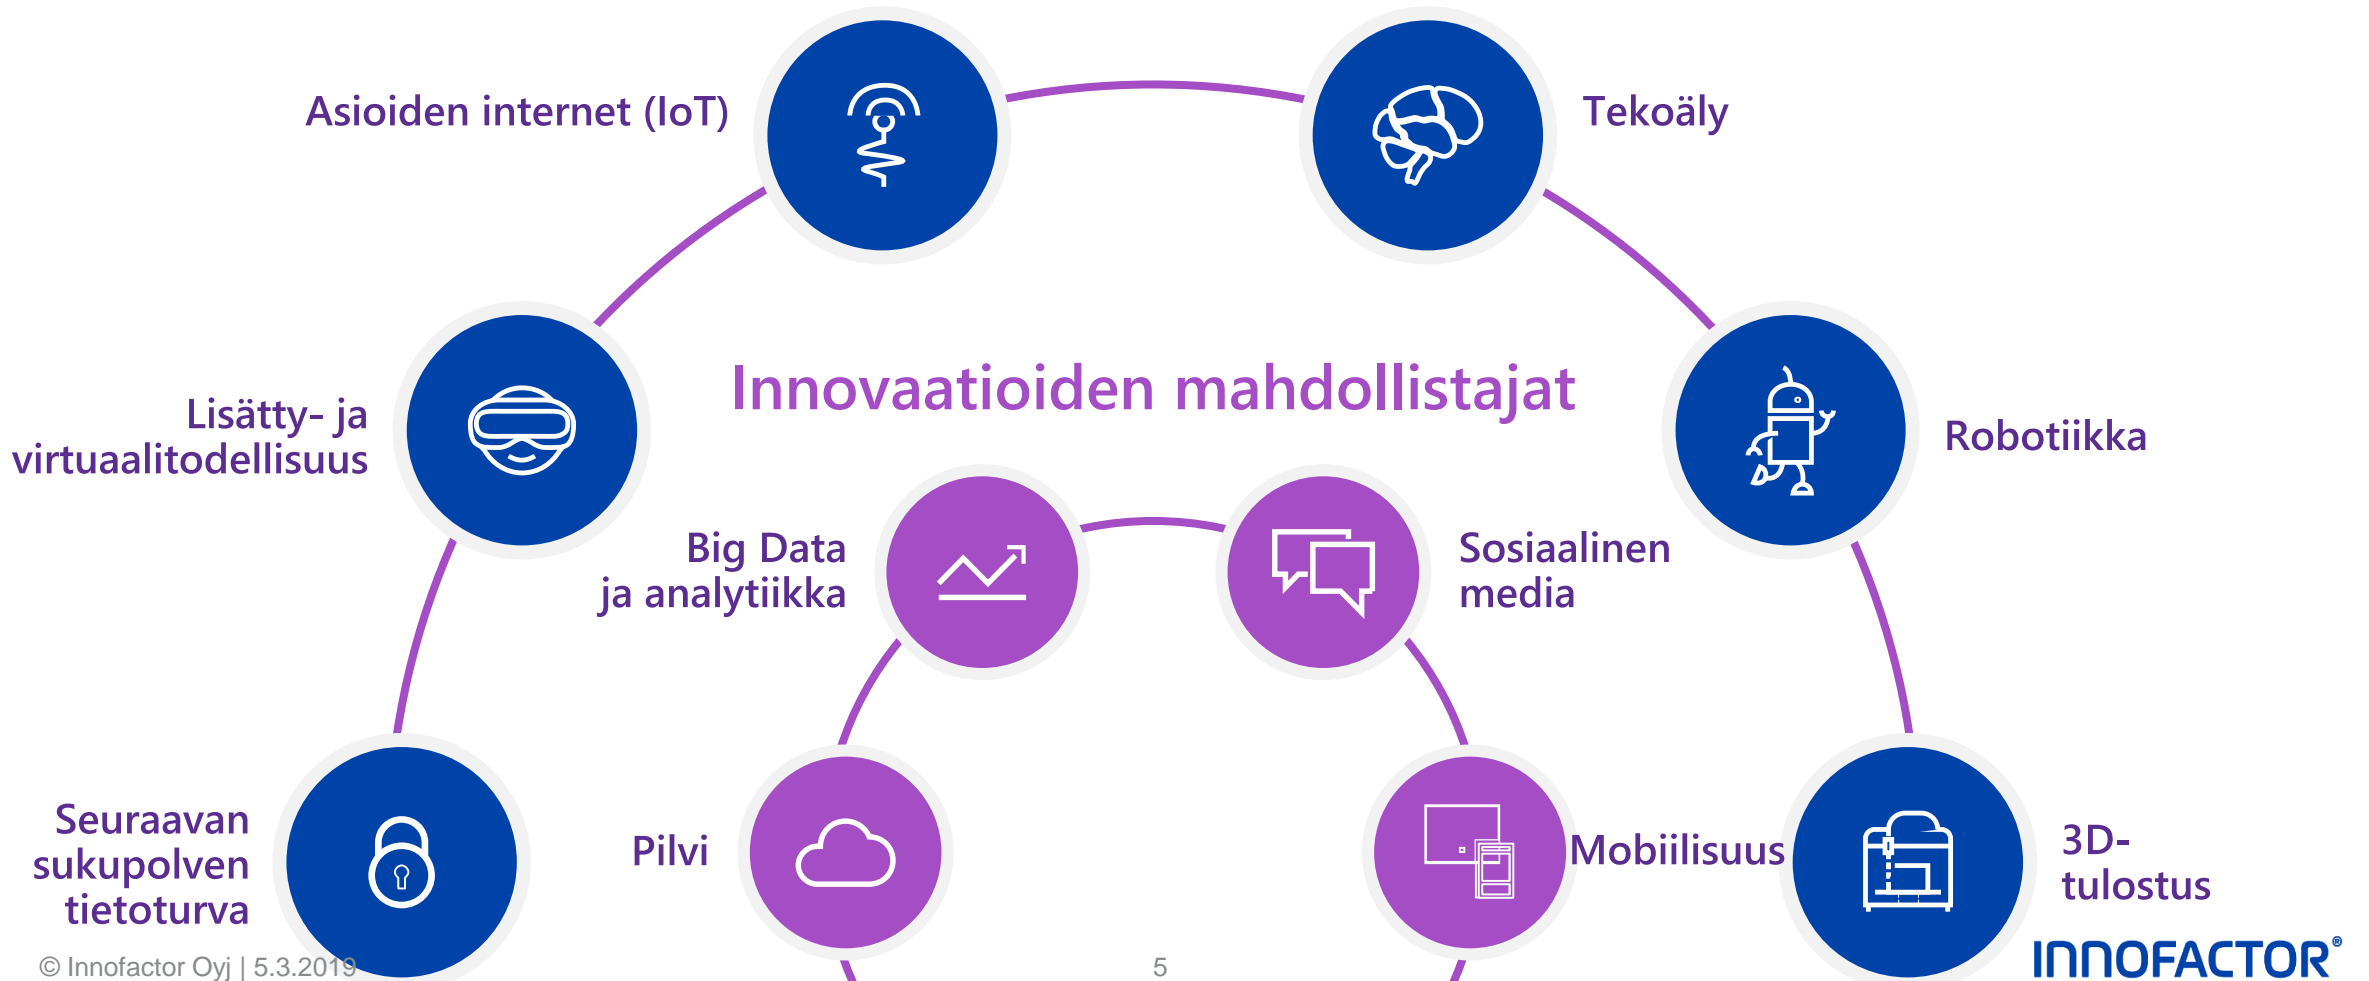 Asioiden internet (IoT)
Tekoäly
Innovaatioiden mahdollistajat
Lisätty- ja
virtuaalitodellisuus
Robotiikka
Big Data
ja analytiikka
Sosiaalinen
media
Seuraavan
sukupolven
tietoturva
Pilvi
Mobiilisuus
3D-
tulostus
© Innofactor Oyj | 5.3.2019
5
INNOFACTOR®